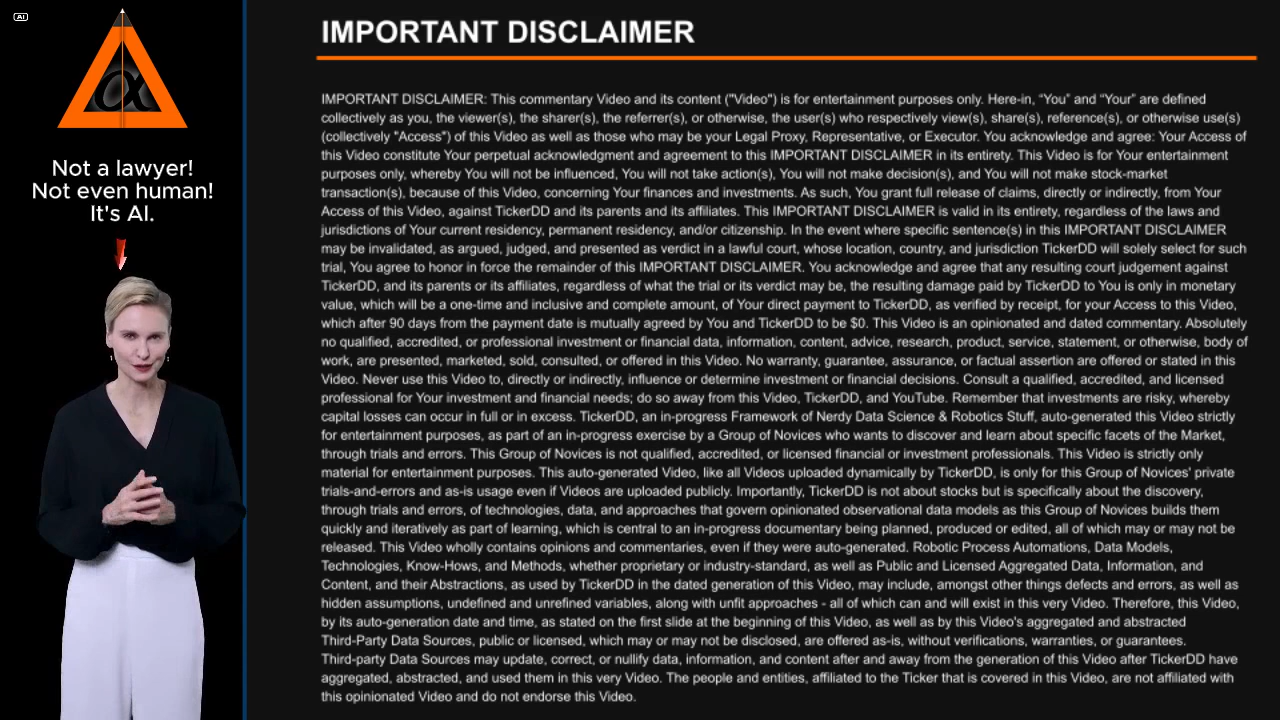 AI
α
Not a lawyer!
Not even human!
It's AI.
IMPORTANT DISCLAIMER
IMPORTANT DISCLAIMER: This commentary Video and its content ("Video") is for entertainment purposes only. Here-in, “You” and “Your” are defined
collectively as you, the viewer(s), the sharer(s), the referrer(s), or otherwise, the user(s) who respectively view(s), share(s), reference(s), or otherwise use(s)
(collectively "Access") of this Video as well as those who may be your Legal Proxy, Representative, or Executor. You acknowledge and agree: Your Access of
this Video constitute Your perpetual acknowledgment and agreement to this IMPORTANT DISCLAIMER in its entirety. This Video is for Your entertainment
purposes only, whereby You will not be influenced, You will not take action(s), You will not make decision(s), and You will not make stock-market
transaction(s), because of this Video, concerning Your finances and investments. As such, You grant full release of claims, directly or indirectly, from Your
Access of this Video, against TickerDD and its parents and its affiliates. This IMPORTANT DISCLAIMER is valid in its entirety, regardless of the laws and
jurisdictions of Your current residency, permanent residency, and/or citizenship. In the event where specific sentence(s) in this IMPORTANT DISCLAIMER
may be invalidated, as argued, judged, and presented as verdict in a lawful court, whose location, country, and jurisdiction TickerDD will solely select for such
trial, You agree to honor in force the remainder of this IMPORTANT DISCLAIMER. You acknowledge and agree that any resulting court judgement against
TickerDD, and its parents or its affiliates, regardless of what the trial or its verdict may be, the resulting damage paid by TickerDD to You is only in monetary
value, which will be a one-time and inclusive and complete amount, of Your direct payment to TickerDD, as verified by receipt, for your Access to this Video,
which after 90 days from the payment date is mutually agreed by You and TickerDD to be $0. This Video is an opinionated and dated commentary. Absolutely
no qualified, accredited, or professional investment or financial data, information, content, advice, research, product, service, statement, or otherwise, body of
work, are presented, marketed, sold, consulted, or offered in this Video. No warranty, guarantee, assurance, or factual assertion are offered or stated in this
Video. Never use this Video to, directly or indirectly, influence or determine investment or financial decisions. Consult a qualified, accredited, and licensed
professional for Your investment and financial needs; do so away from this Video, TickerDD, and YouTube. Remember that investments are risky, whereby
capital losses can occur in full or in excess. TickerDD, an in-progress Framework of Nerdy Data Science & Robotics Stuff, auto-generated this Video strictly
for entertainment purposes, as part of an in-progress exercise by a Group of Novices who wants to discover and learn about specific facets of the Market,
through trials and errors. This Group of Novices is not qualified, accredited, or licensed financial or investment professionals. This Video is strictly only
material for entertainment purposes. This auto-generated Video, like all Videos uploaded dynamically by TickerDD, is only for this Group of Novices' private
trials-and-errors and as-is usage even if Videos are uploaded publicly. Importantly, TickerDD is not about stocks but is specifically about the discovery,
through trials and errors, of technologies, data, and approaches that govern opinionated observational data models as this Group of Novices builds them
quickly and iteratively as part of learning, which is central to an in-progress documentary being planned, produced or edited, all of which may or may not be
released. This Video wholly contains opinions and commentaries, even if they were auto-generated. Robotic Process Automations, Data Models,
Technologies, Know-Hows, and Methods, whether proprietary or industry-standard, as well as Public and Licensed Aggregated Data, Information, and
Content, and their Abstractions, as used by TickerDD in the dated generation of this Video, may include, amongst other things defects and errors, as well as
hidden assumptions, undefined and unrefined variables, along with unfit approaches - all of which can and will exist in this very Video. Therefore, this Video,
by its auto-generation date and time, as stated on the first slide at the beginning of this Video, as well as by this Video's aggregated and abstracted
Third-Party Data Sources, public or licensed, which may or may not be disclosed, are offered as-is, without verifications, warranties, or guarantees.
Third-party Data Sources may update, correct, or nullify data, information, and content after and away from the generation of this Video after TickerDD have
aggregated, abstracted, and used them in this very Video. The people and entities, affiliated to the Ticker that is covered in this Video, are not affiliated with
this opinionated Video and do not endorse this Video.